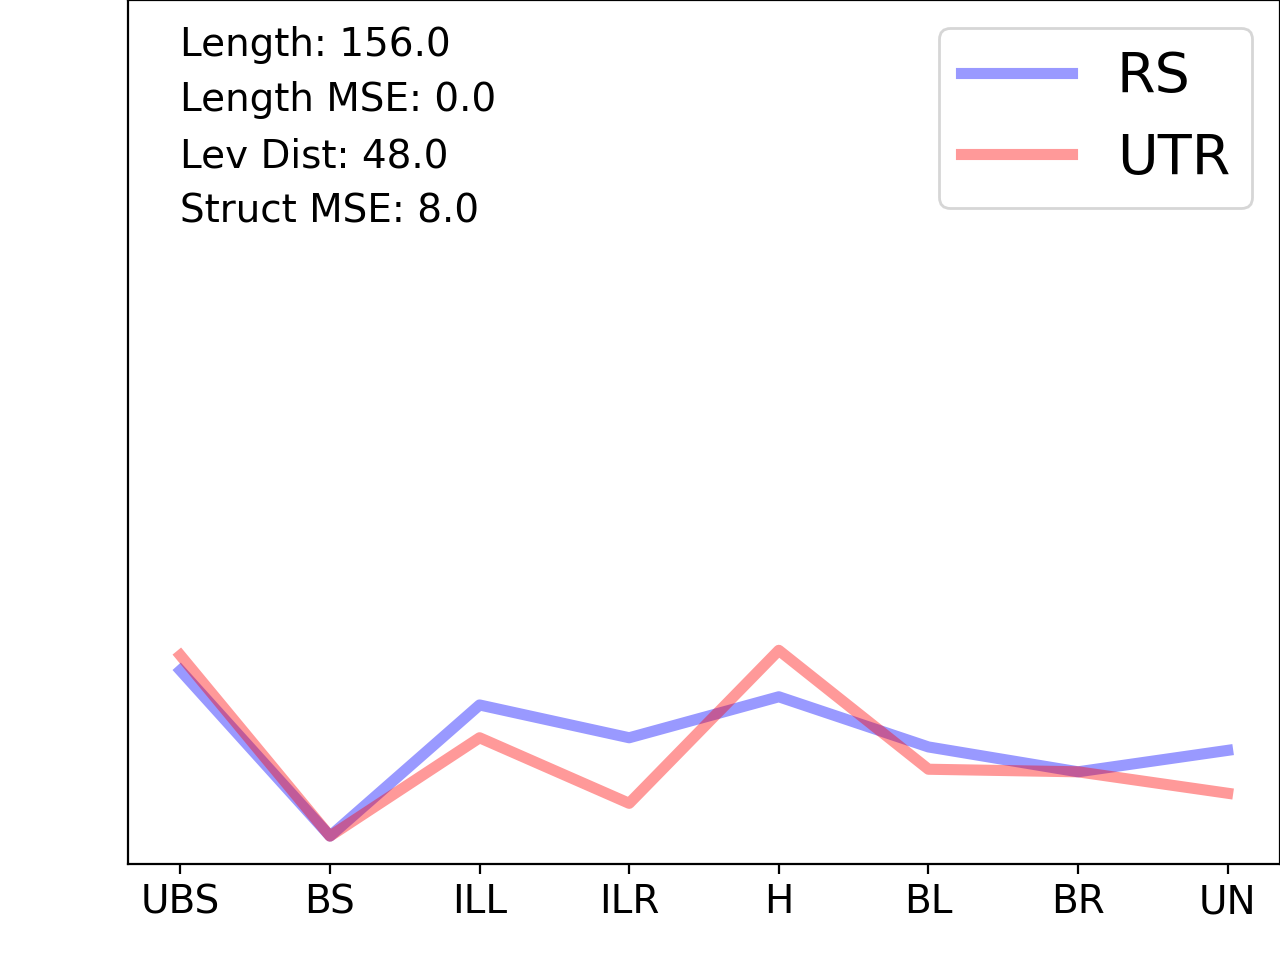 Length: 156.0
Length MSE: 0.0
Lev Dist: 48.0
Struct MSE: 8.0
RS
UTR
UBS BS ILL ILR H BL BR UN